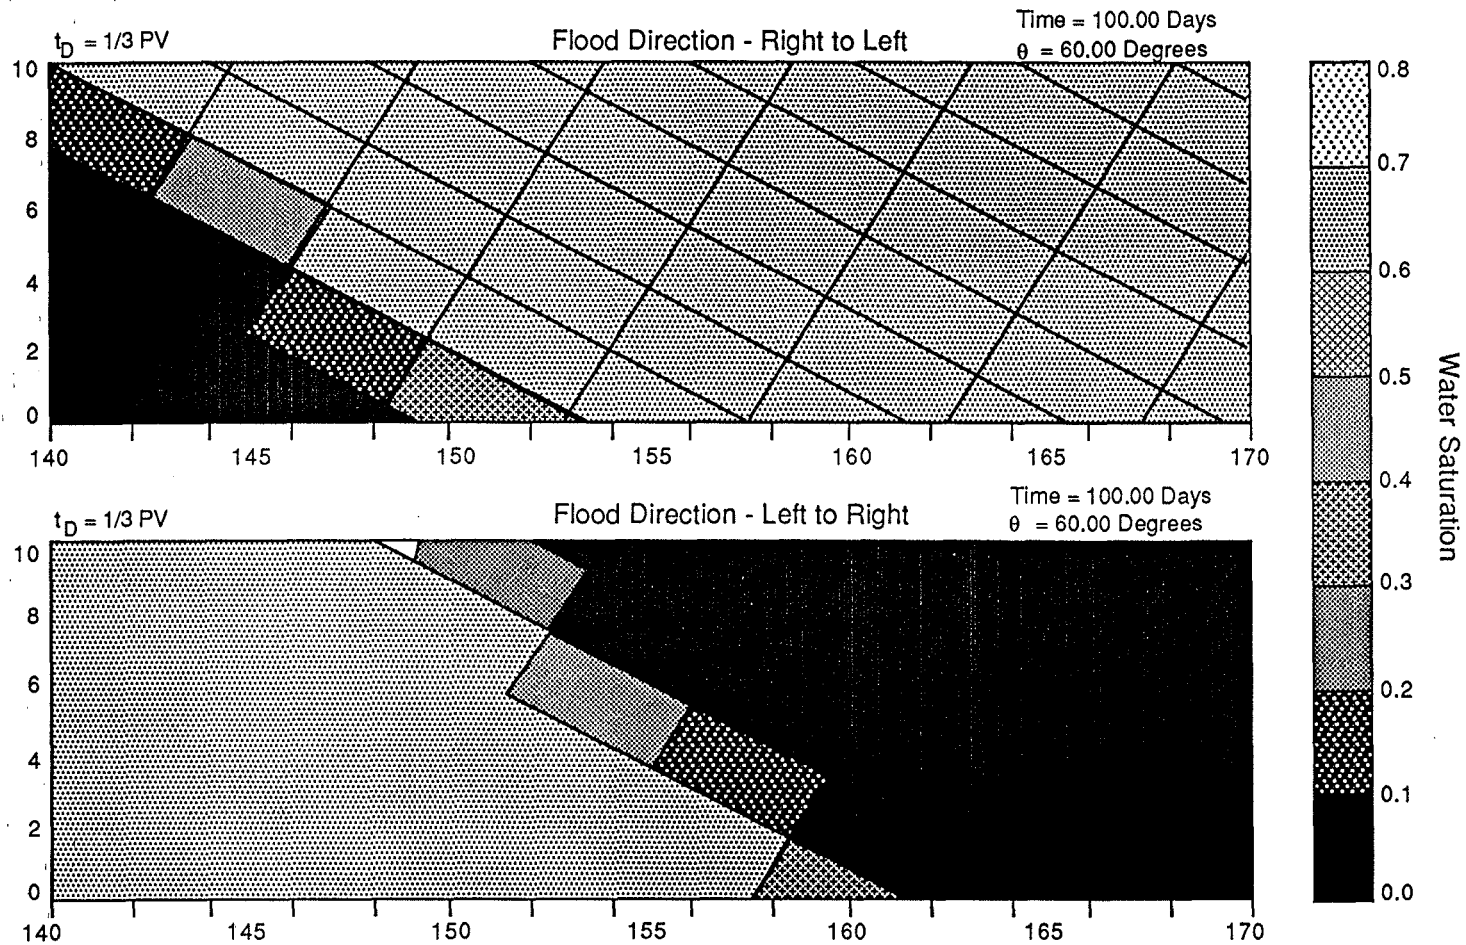 t_D = 1/3 PV
Flood Direction - Right to Left
Time = 100.00 Days
θ = 60.00 Degrees
10
8
6
4
2
0
140 145 150 155 160 165 170
t_D = 1/3 PV
Flood Direction - Left to Right
Time = 100.00 Days
θ = 60.00 Degrees
10
8
6
4
2
0
140 145 150 155 160 165 170
0.8
0.7
0.6
0.5
0.4
0.3
0.2
0.1
0.0
Water Saturation